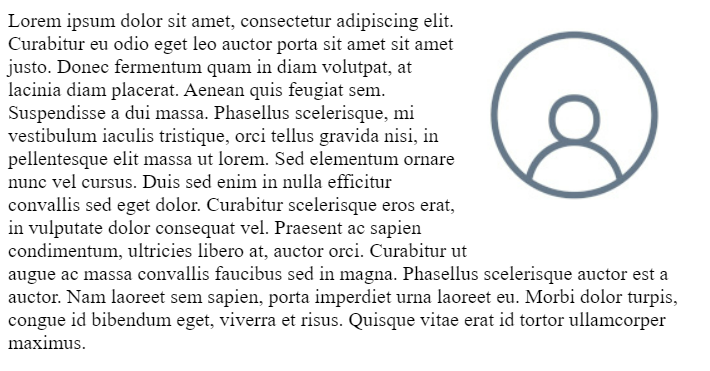 Lorem ipsum dolor sit amet, consectetur adipiscing elit.
Curabitur eu odio eget leo auctor porta sit amet sit amet
justo. Donec fermentum quam in diam volutpat, at
lacinia diam placerat. Aenean quis feugiat sem.
Suspendisse a dui massa. Phasellus scelerisque, mi
vestibulum iaculis tristique, orci tellus gravida nisi, in
pellentesque elit massa ut lorem. Sed elementum ornare
nunc vel cursus. Duis sed enim in nulla efficitur
convallis sed eget dolor. Curabitur scelerisque eros erat,
in vulputate dolor consequat vel. Praesent ac sapien
condimentum, ultricies libero at, auctor orci. Curabitur ut
augue ac massa convallis faucibus sed in magna. Phasellus scelerisque auctor est a
auctor. Nam laoreet sem sapien, porta imperdiet urna laoreet eu. Morbi dolor turpis,
congue id bibendum eget, viverra et risus. Quisque vitae erat id tortor ullamcorper
maximus.